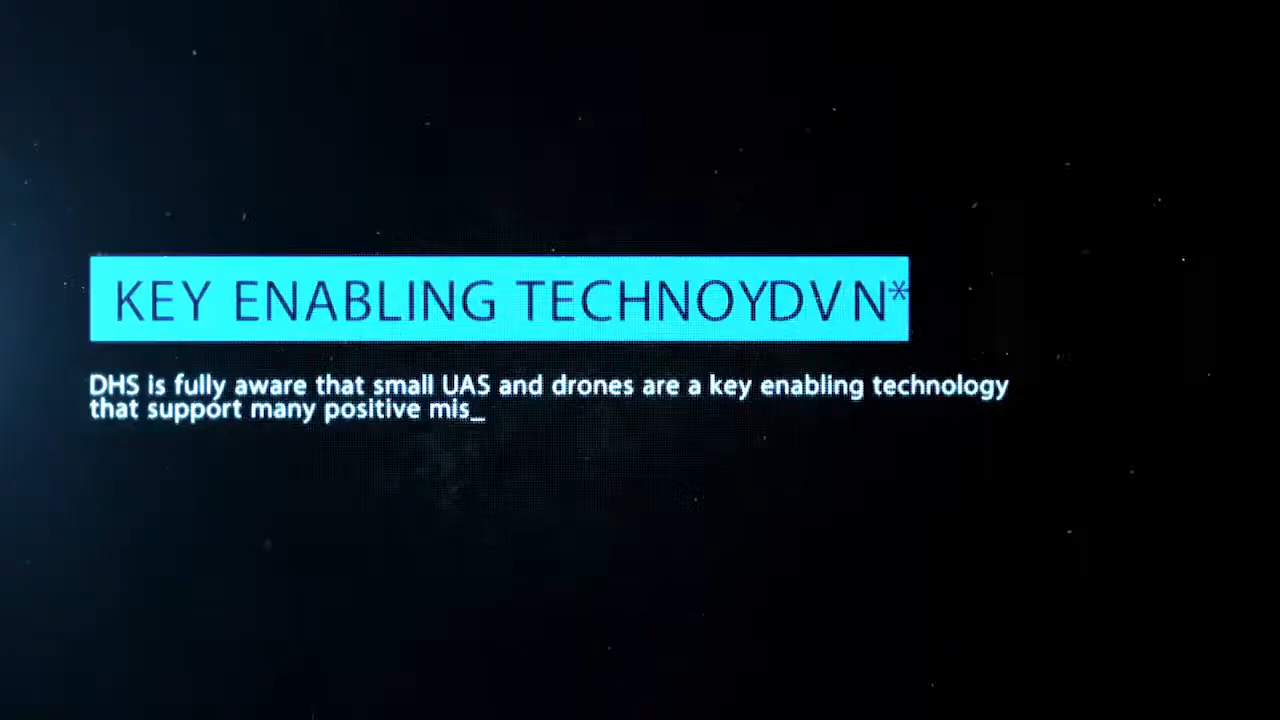 KEY ENABLING TECHNOYDVN*
DHS is fully aware that small UAS and drones are a key enabling technology
that support many positive mis_